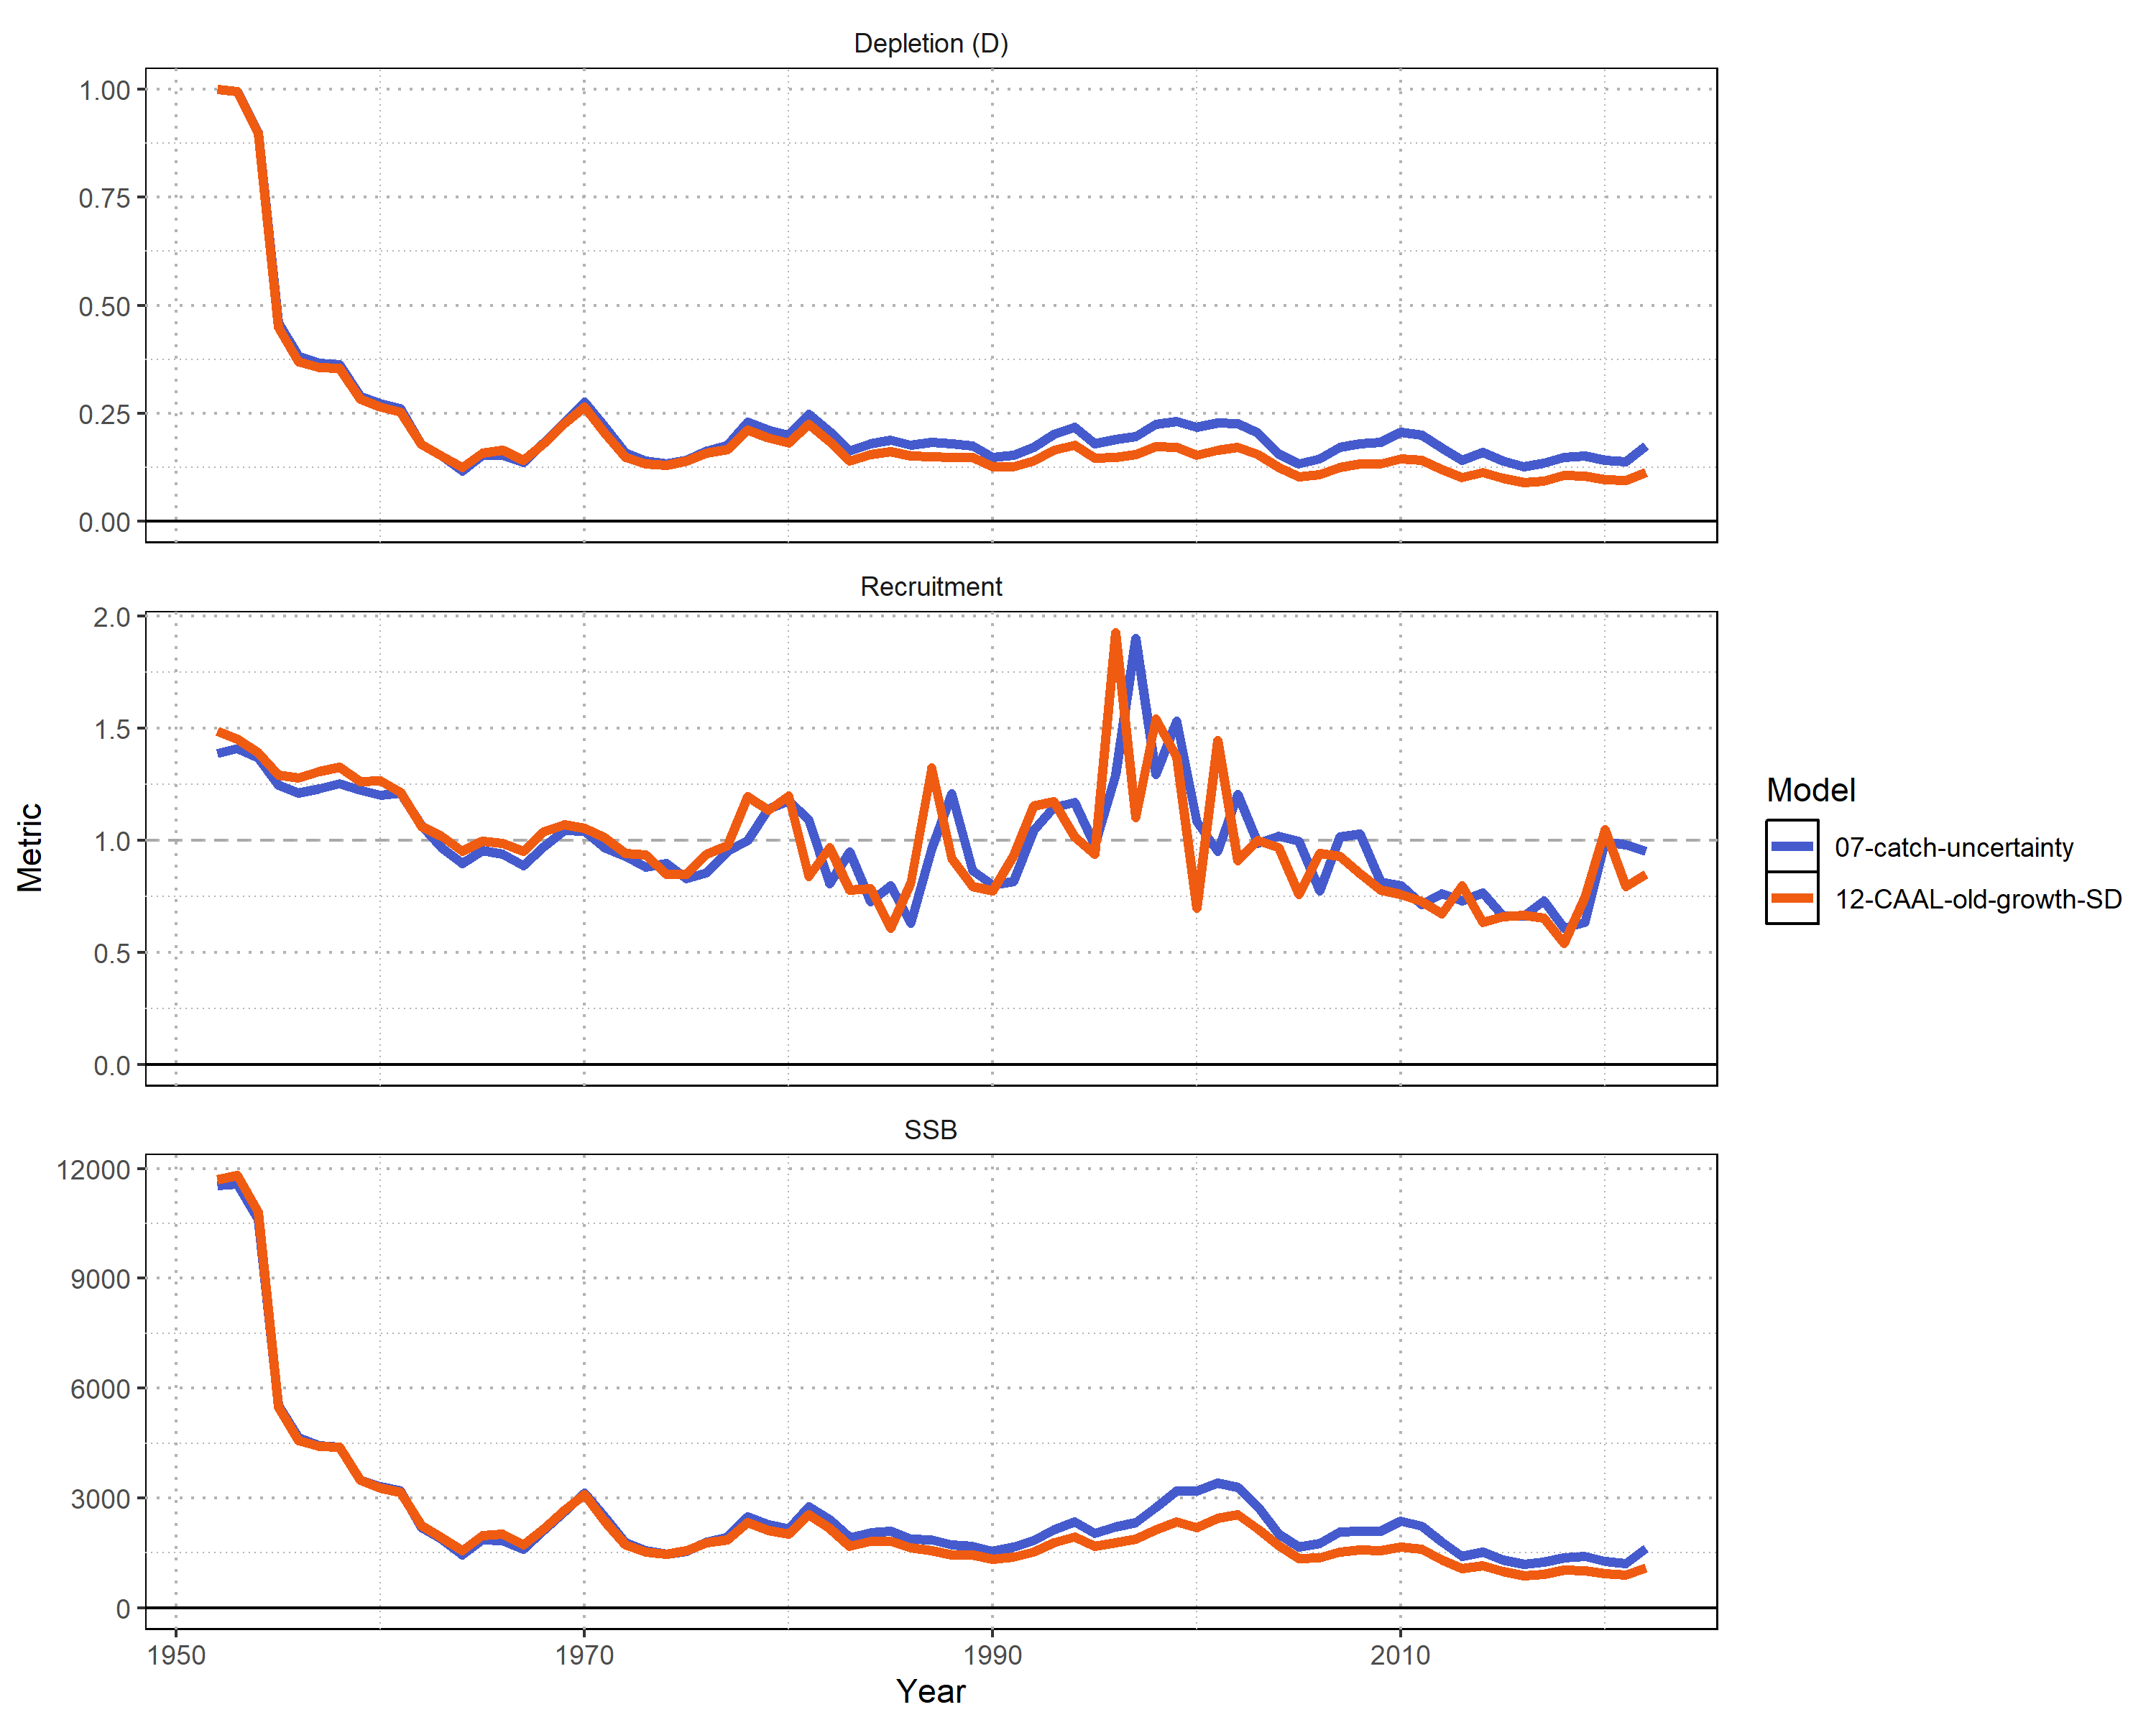 Depletion (D)
1.00
0.75
0.50
0.25
0.00
Recruitment
2.0
1.5
1.0
0.5
0.0
SSB
12000
9000
6000
3000
0
1950 1970 1990 2010
Year
Metric
Model
07-catch-uncertainty
12-CAAL-old-growth-SD